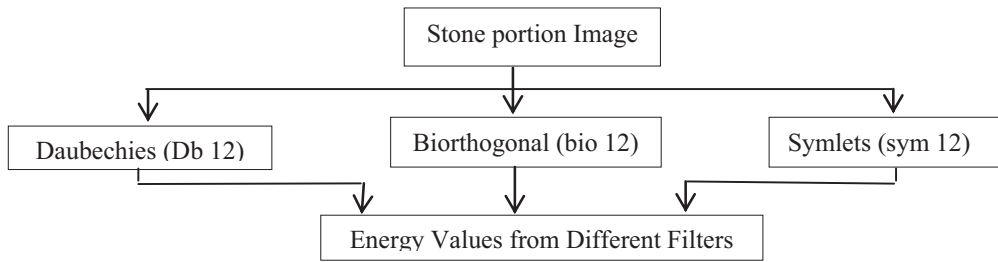 Stone portion Image
Daubechies (Db 12)
Biorthogonal (bio 12)
Symlets (sym 12)
Energy Values from Different Filters